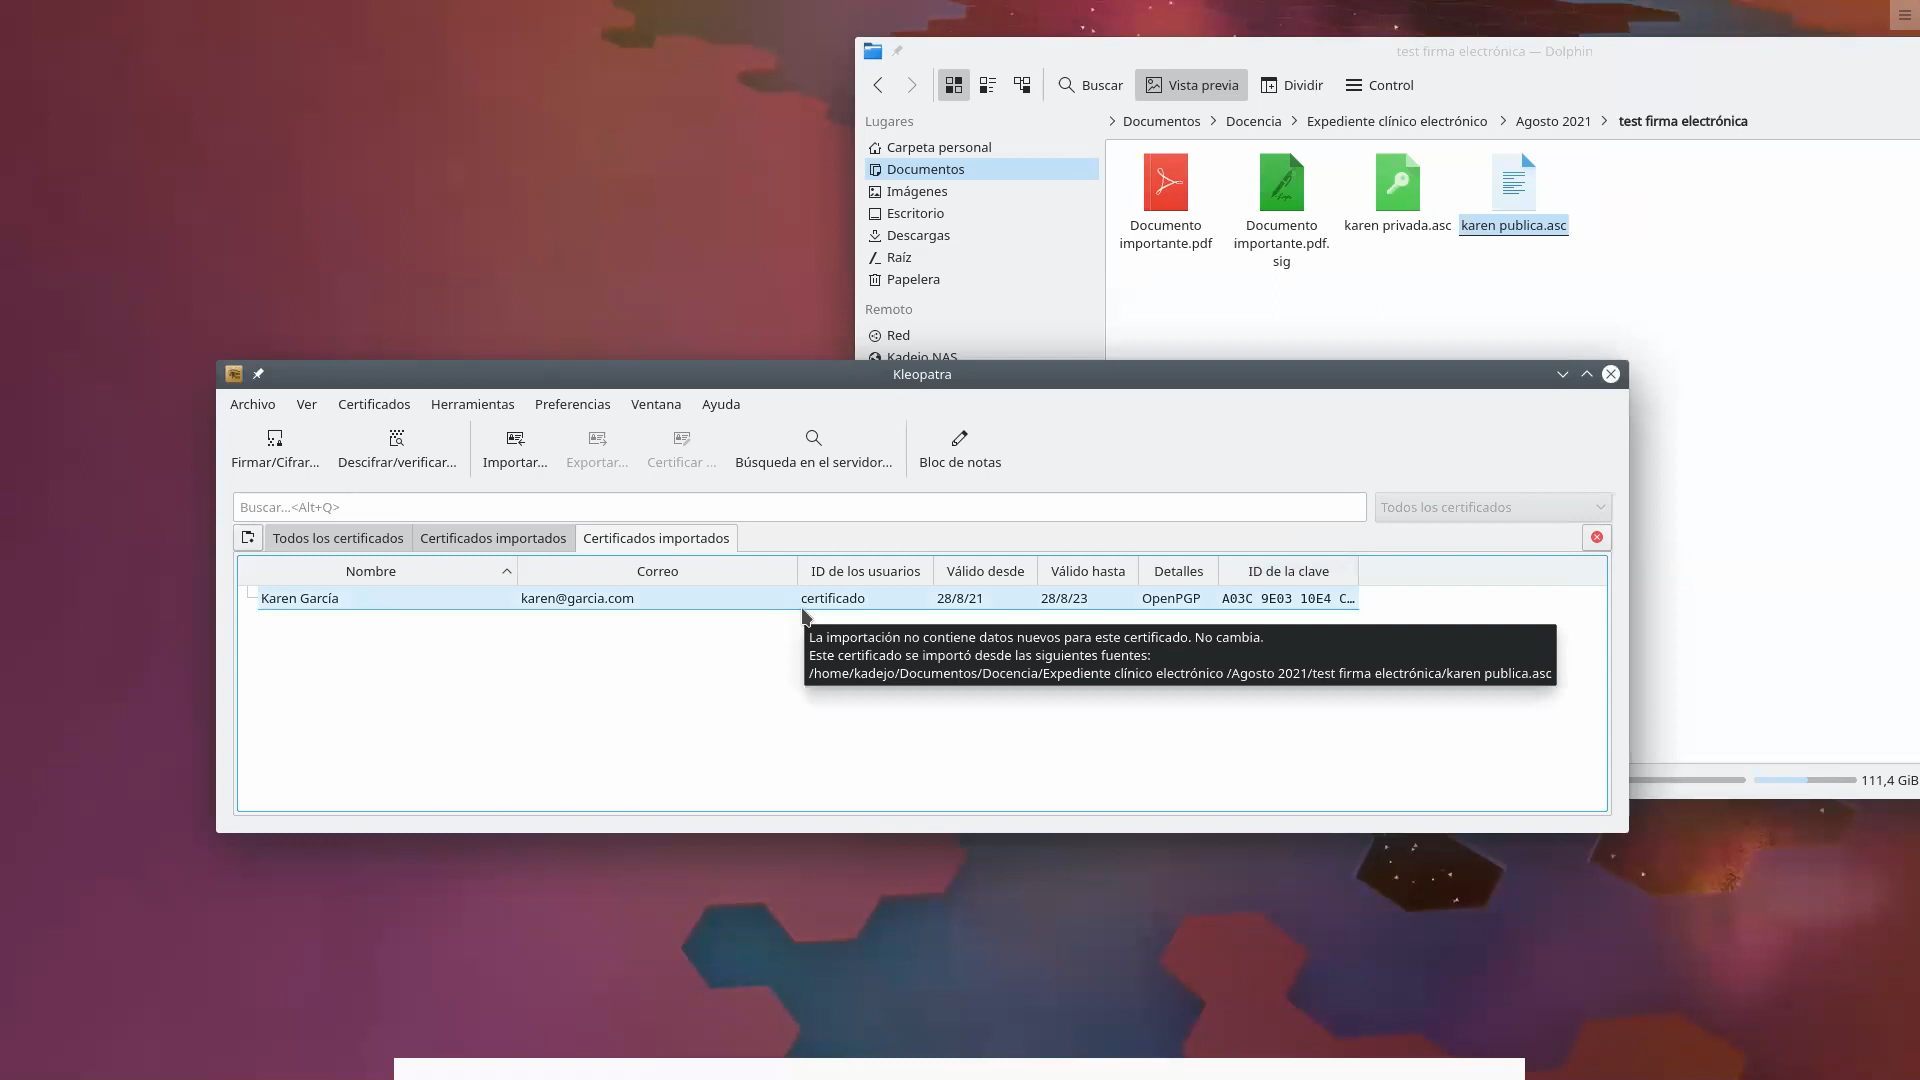 test firma electrónica — Dolphin
Buscar
Vista previa
Dividir
Control
Lugares
Documentos > Docencia > Expediente clínico electrónico > Agosto 2021 > test firma electrónica
Carpeta personal
Documentos
Imágenes
Escritorio
Descargas
Raíz
Papelera
Remoto
Red
Kadejo NAS
Documento
importante.pdf
Documento
importante.pdf.
sig
karen privada.asc
karen publica.asc
Kleopatra
Archivo Ver Certificados Herramientas Preferencias Ventana Ayuda
Firmar/Cifrar... Descifrar/verificar... Importar... Exportar... Certificar ... Búsqueda en el servidor... Bloc de notas
Buscar...<Alt+Q>
Todos los certificados
Todos los certificados Certificados importados Certificados importados
Nombre Correo ID de los usuarios Válido desde Válido hasta Detalles ID de la clave
Karen García karen@garcia.com certificado 28/8/21 28/8/23 OpenPGP A03C 9E03 10E4 C...
La importación no contiene datos nuevos para este certificado. No cambia.
Este certificado se importó desde las siguientes fuentes:
/home/kadejo/Documentos/Docencia/Expediente clínico electrónico /Agosto 2021/test firma electrónica/karen publica.asc
111,4 GiB